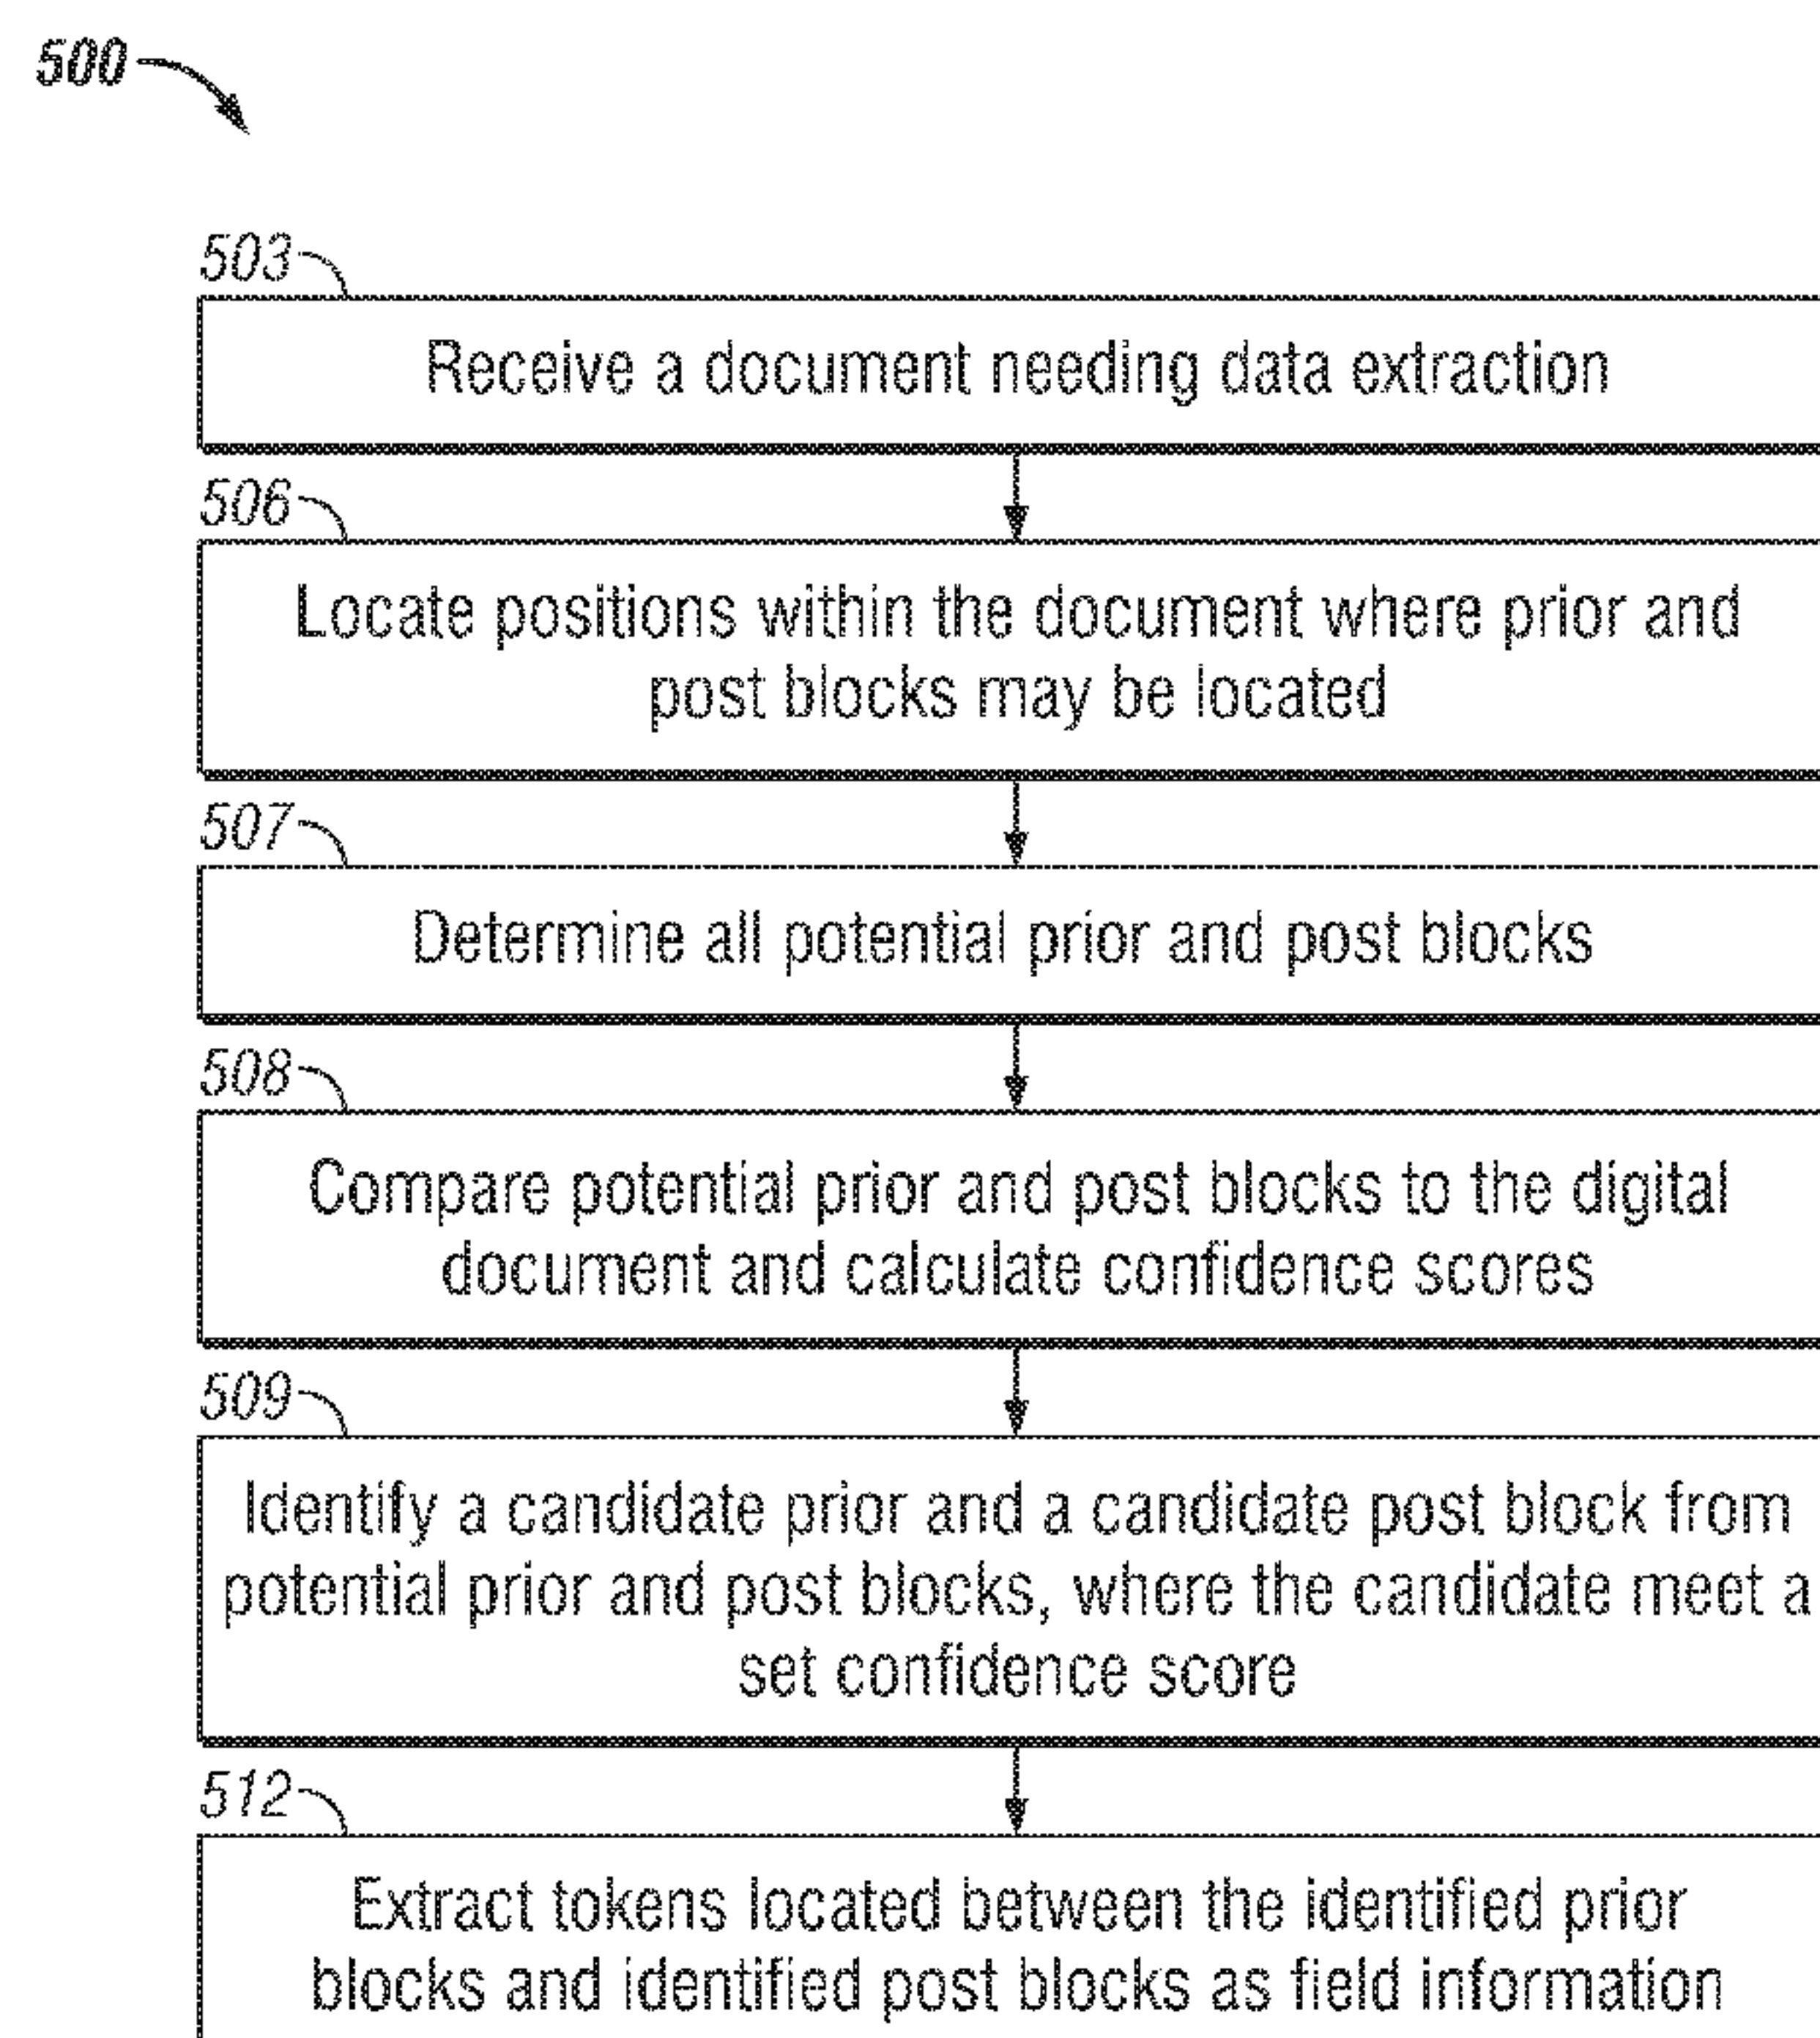 500
503
Receive a document needing data extraction
506
Locate positions within the document where prior and
post blocks may be located
507
Determine all potential prior and post blocks
508
Compare potential prior and post blocks to the digital
document and calculate confidence scores
509
Identify a candidate prior and a candidate post block from
potential prior and post blocks, where the candidate meet a
set confidence score
512
Extract tokens located between the identified prior
blocks and identified post blocks as field information